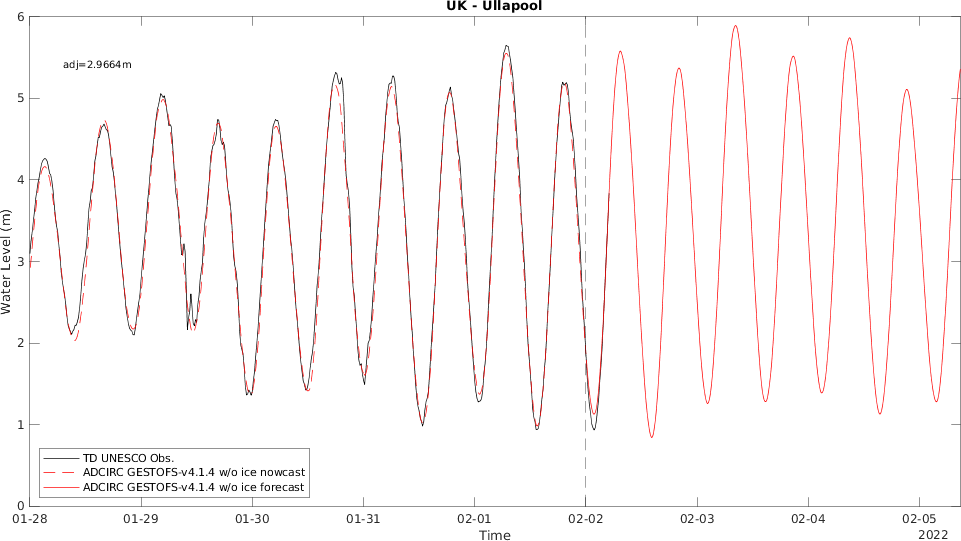 UK - Ullapool
adj=2.9664m
6
5
4
3
2
1
0
Water Level (m)
TD UNESCO Obs.
ADCIRC GESTOFS-v4.1.4 w/o ice nowcast
ADCIRC GESTOFS-v4.1.4 w/o ice forecast
01-28 01-29 01-30 01-31 02-01 02-02 02-03 02-04 02-05
Time
2022